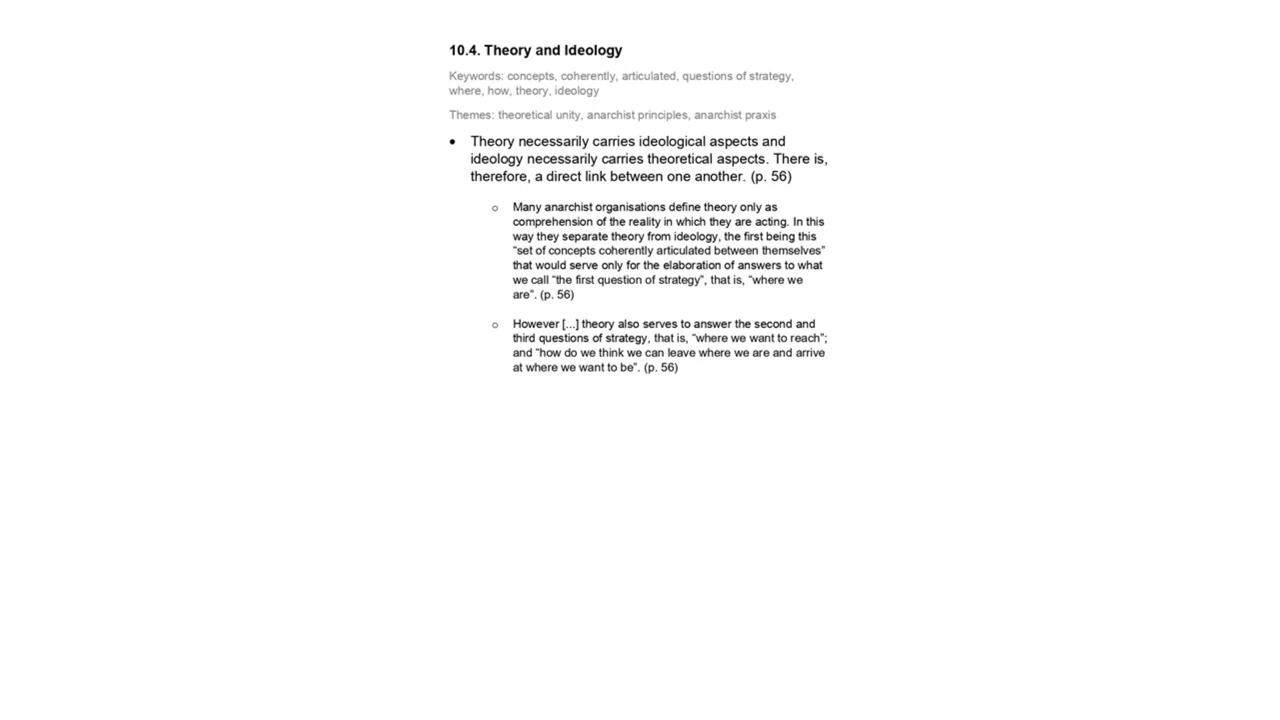 10.4. Theory and Ideology
Keywords: concepts, coherently, articulated, questions of strategy,
where, how, theory, ideology
Themes: theoretical unity, anarchist principles, anarchist praxis
• Theory necessarily carries ideological aspects and
ideology necessarily carries theoretical aspects. There is,
therefore, a direct link between one another. (p. 56)
o Many anarchist organisations define theory only as
comprehension of the reality in which they are acting. In this
way they separate theory from ideology, the first being this
“set of concepts coherently articulated between themselves”
that would serve only for the elaboration of answers to what
we call “the first question of strategy”, that is, “where we
are”. (p. 56)
o However [...] theory also serves to answer the second and
third questions of strategy, that is, “where we want to reach”;
and “how do we think we can leave where we are and arrive
at where we want to be”. (p. 56)